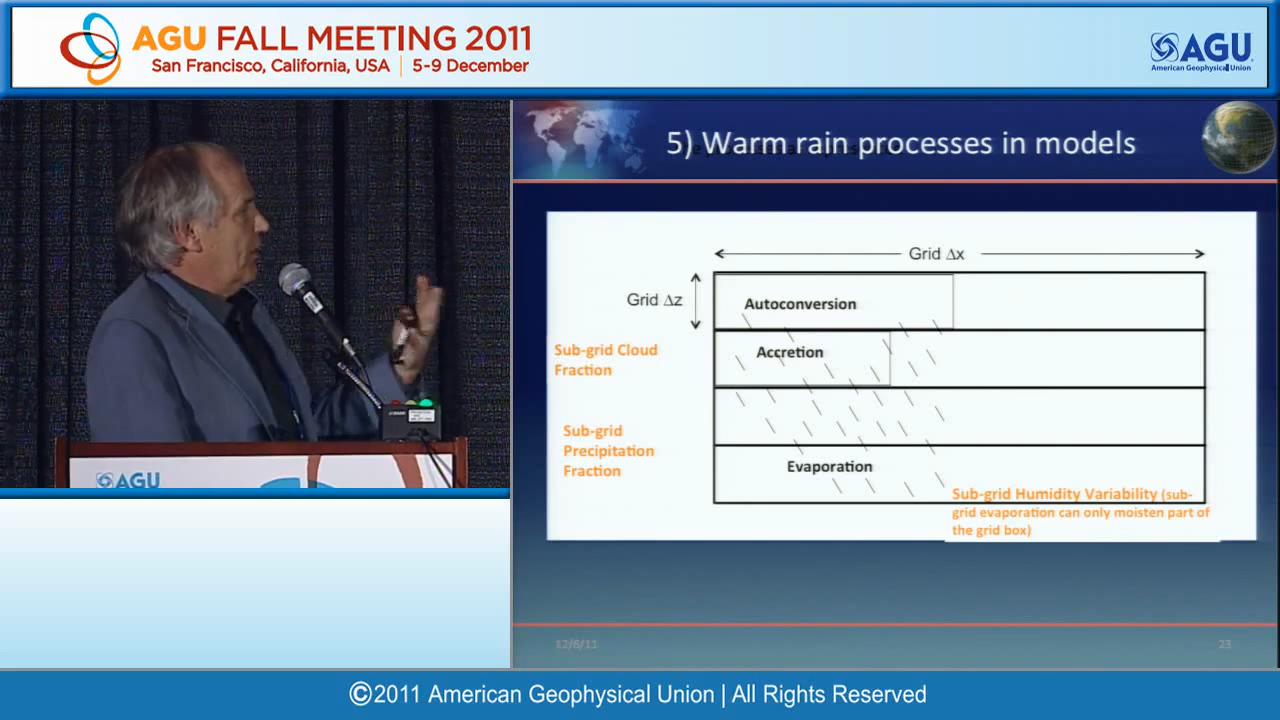 AGU FALL MEETING 2011
San Francisco, California, USA | 5-9 December
AGU
American Geophysical Union
5) Warm rain processes in models
Grid Δx
Grid Δz
Autoconversion
Sub-grid Cloud
Fraction
Accretion
Sub-grid
Precipitation
Fraction
Evaporation
Sub-grid Humidity Variability (sub-
grid evaporation can only moisten part of
the grid box)
12/6/11
23
AGU
©2011 American Geophysical Union | All Rights Reserved